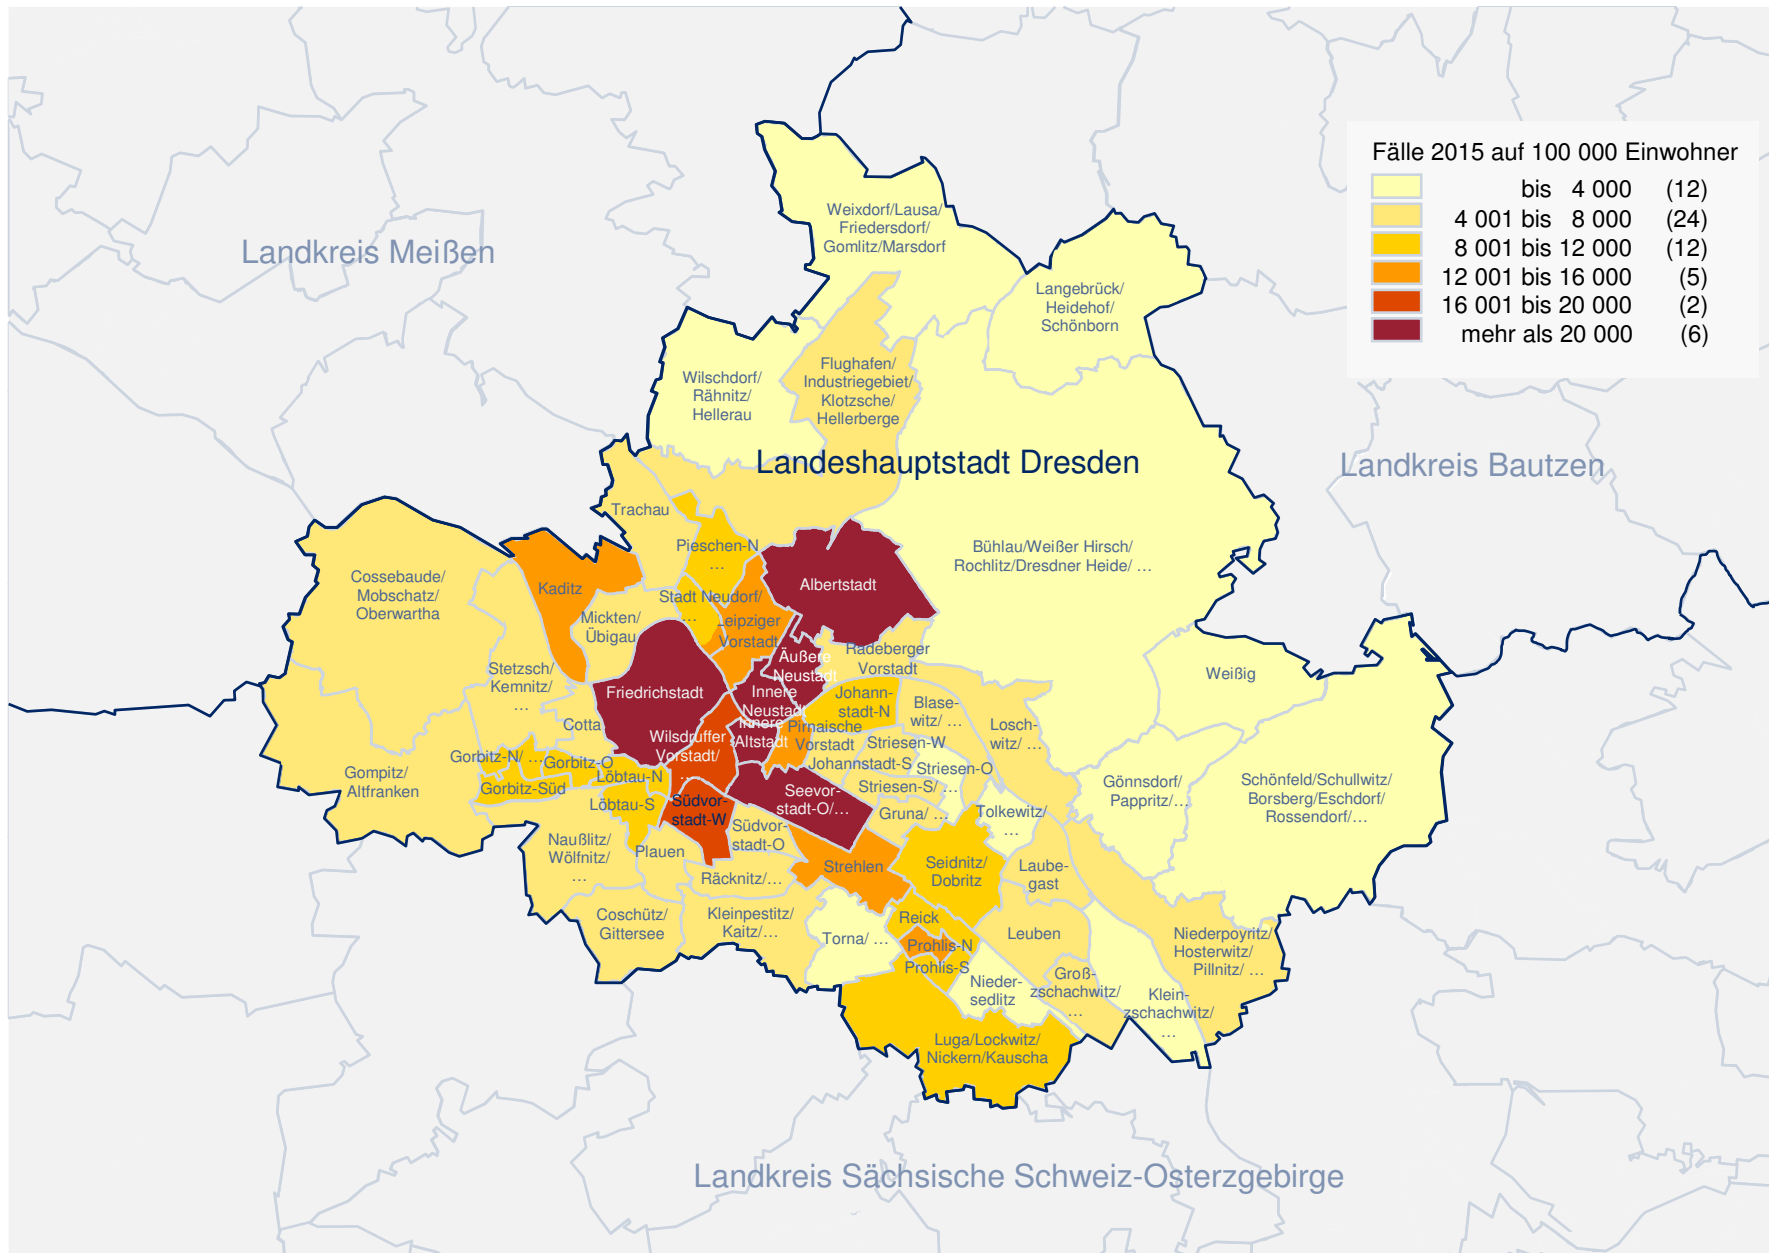 Fälle 2015 auf 100 000 Einwohner
bis 4 000 (12)
4 001 bis 8 000 (24)
8 001 bis 12 000 (12)
12 001 bis 16 000 (5)
16 001 bis 20 000 (2)
mehr als 20 000 (6)
Landkreis Meißen
Landeshauptstadt Dresden
Landkreis Bautzen
Landkreis Sächsische Schweiz-Osterzgebirge
Weixdorf/Lausa/
Friedersdorf/
Gomlitz/Marsdorf
Langebrück/
Heidehof/
Schönborn
Wilschdorf/
Rähnitz/
Hellerau
Flughafen/
Industriegebiet/
Klotzsche/
Hellerberge
Trachau
Pieschen-N
...
Bühlau/Weißer Hirsch/
Rochlitz/Dresdner Heide/ ...
Albertstadt
Cossebaude/
Mobschatz/
Oberwartha
Kaditz
Mickten/
Übigau
Stadt Neudorf/
...
Leipziger
Vorstadt
Radeberger
Vorstadt
Äußere
Neustadt
Stetzsch/
Kemnitz/
...
Friedrichstadt
Innere
Neustadt
Johann-
stadt-N
Blase-
witz/ ...
Losch-
witz/ ...
Weißig
Cotta
Wilsdruffer
Vorstadt/
...
Innere
Altstadt
s
Pirnaische
Vorstadt
Johannstadt-S
Striesen-W
Striesen-O
Striesen-S/ ...
Gorbitz-N/ ...
Gorbitz-O
Gorbitz-Süd
Löbtau-N
Löbtau-S
Gompitz/
Altfranken
Südvor-
stadt-W
Seevor-
stadt-O/...
Gruna/ ...
Tolkewitz/
...
Gönnsdorf/
Pappritz/...
Schönfeld/Schullwitz/
Borsberg/Eschdorf/
Rossendorf/...
Naußlitz/
Wölfnitz/
...
Plauen
Südvor-
stadt-O
Räcknitz/...
Strehlen
Seidnitz/
Dobritz
Laube-
gast
Coschütz/
Gittersee
Kleinpestitz/
Kaitz/...
Torna/ ...
Reick
Prohlis-N
Prohlis-S
Leuben
Niederpoyritz/
Hosterwitz/
Pillnitz/ ...
Nieder-
sedlitz
Groß-
zschachwitz/
...
Klein-
zschachwitz/
...
Luga/Lockwitz/
Nickern/Kauscha